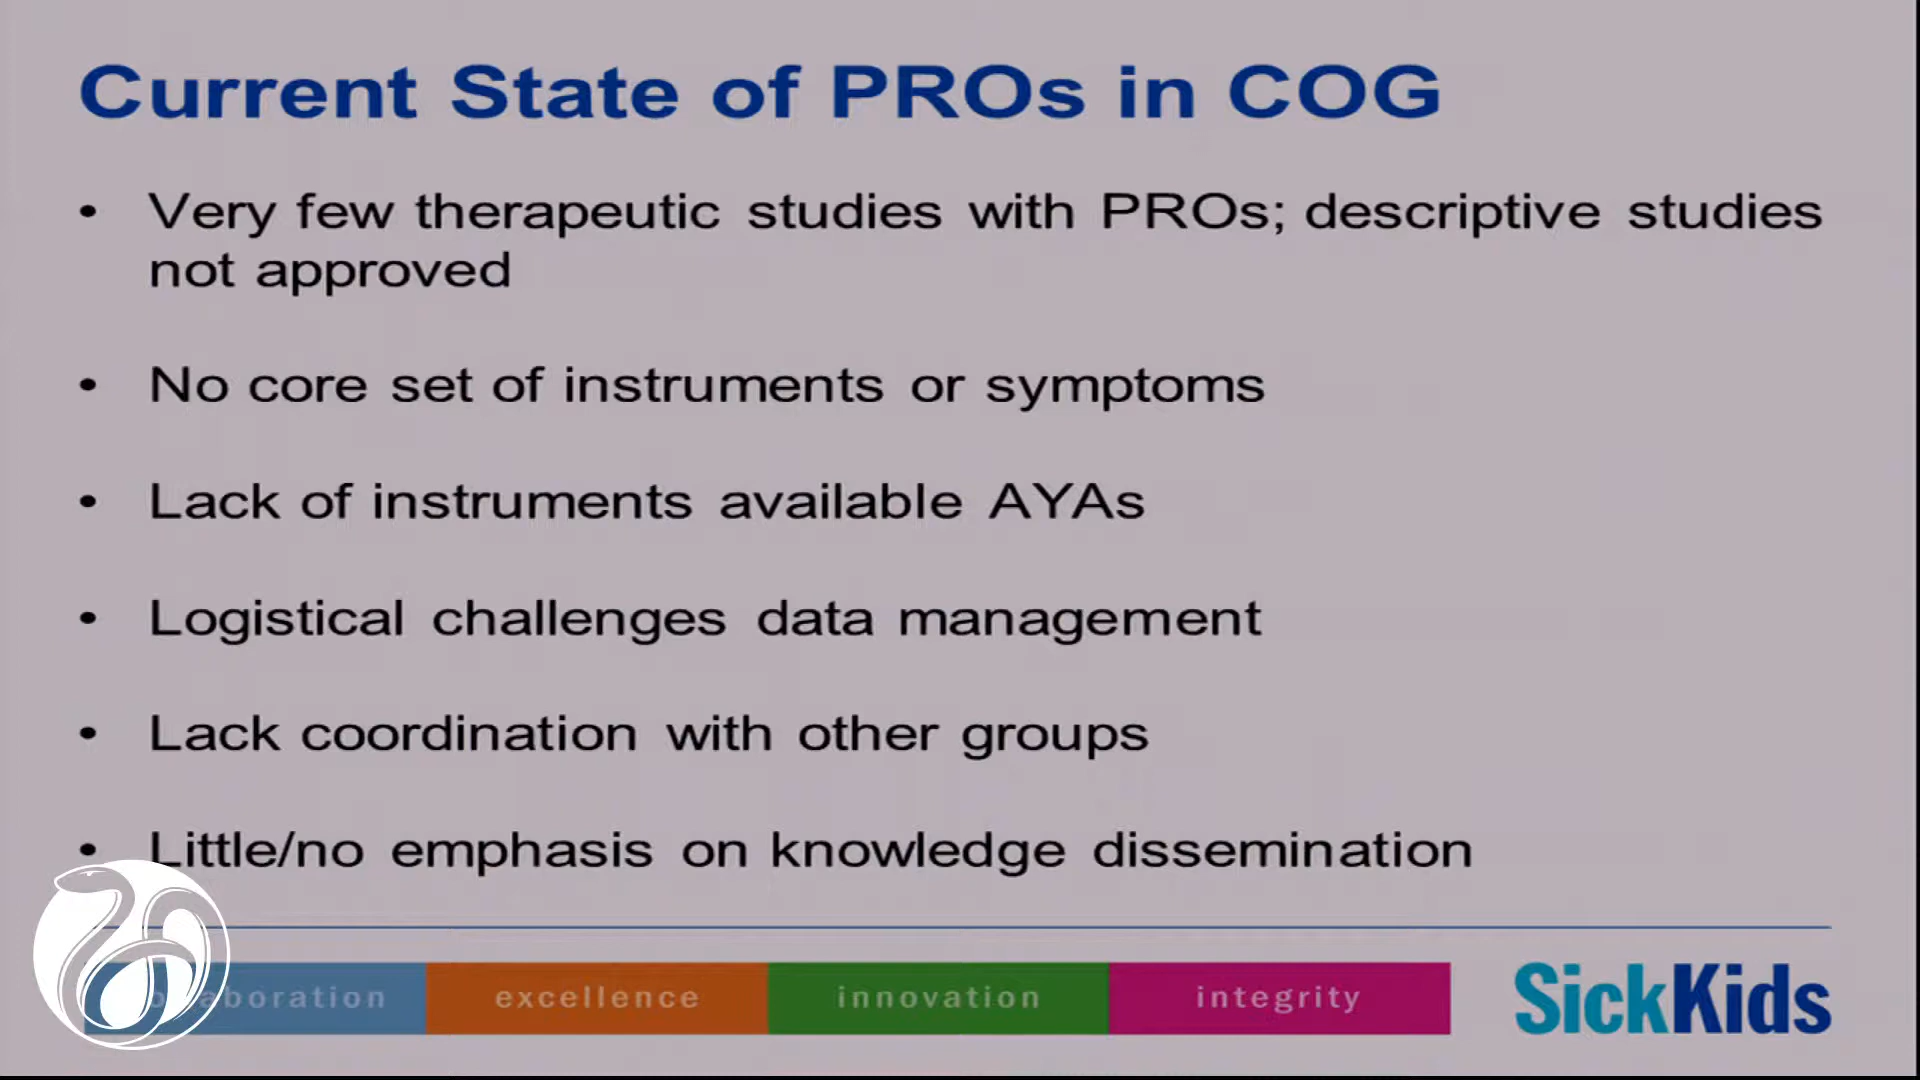 Current State of PROs in COG
• Very few therapeutic studies with PROs; descriptive studies
not approved
• No core set of instruments or symptoms
• Lack of instruments available AYAs
• Logistical challenges data management
• Lack coordination with other groups
• Little/no emphasis on knowledge dissemination
excellence
innovation
integrity
SickKids